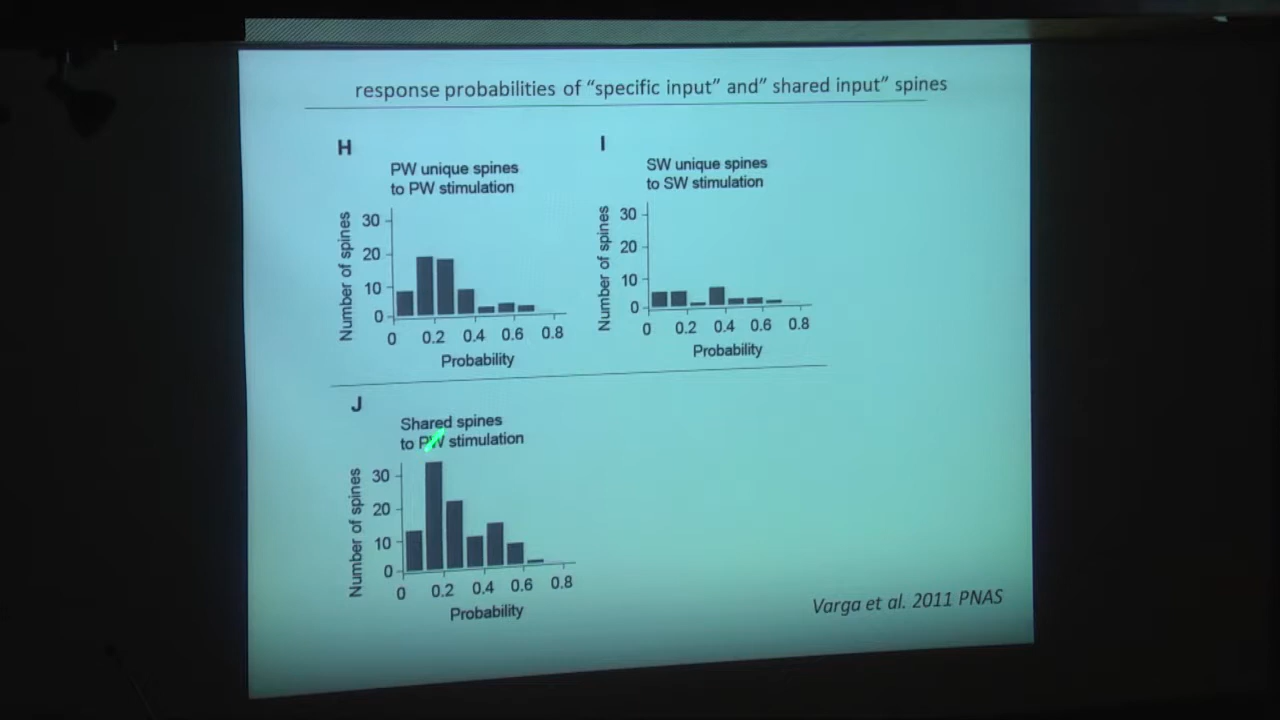 response probabilities of “specific input” and” shared input” spines
H
PW unique spines
to PW stimulation
Number of spines
30
20
10
0
0 0.2 0.4 0.6 0.8
Probability
I
SW unique spines
to SW stimulation
Number of spines
30
20
10
0
0 0.2 0.4 0.6 0.8
Probability
J
Shared spines
to PW stimulation
Number of spines
30
20
10
0
0 0.2 0.4 0.6 0.8
Probability
Varga et al. 2011 PNAS